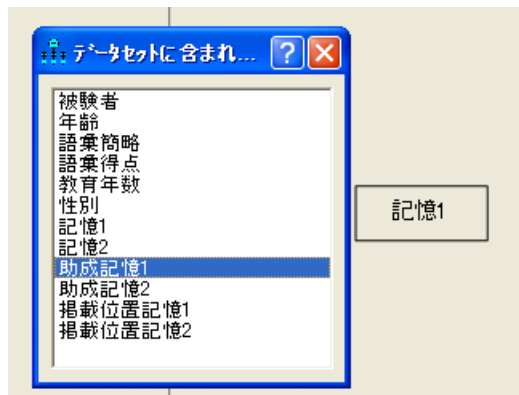 データセットに含まれ...
被験者
年齢
語彙簡略
語彙得点
教育年数
性別
記憶1
記憶2
助成記憶1
助成記憶2
掲載位置記憶1
掲載位置記憶2
記憶1